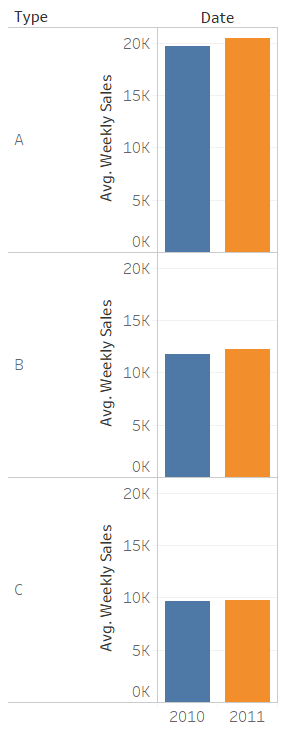 Type Date
A
Avg. Weekly Sales
20K
15K
10K
5K
0K
B
Avg. Weekly Sales
20K
15K
10K
5K
0K
C
Avg. Weekly Sales
20K
15K
10K
5K
0K
2010 2011